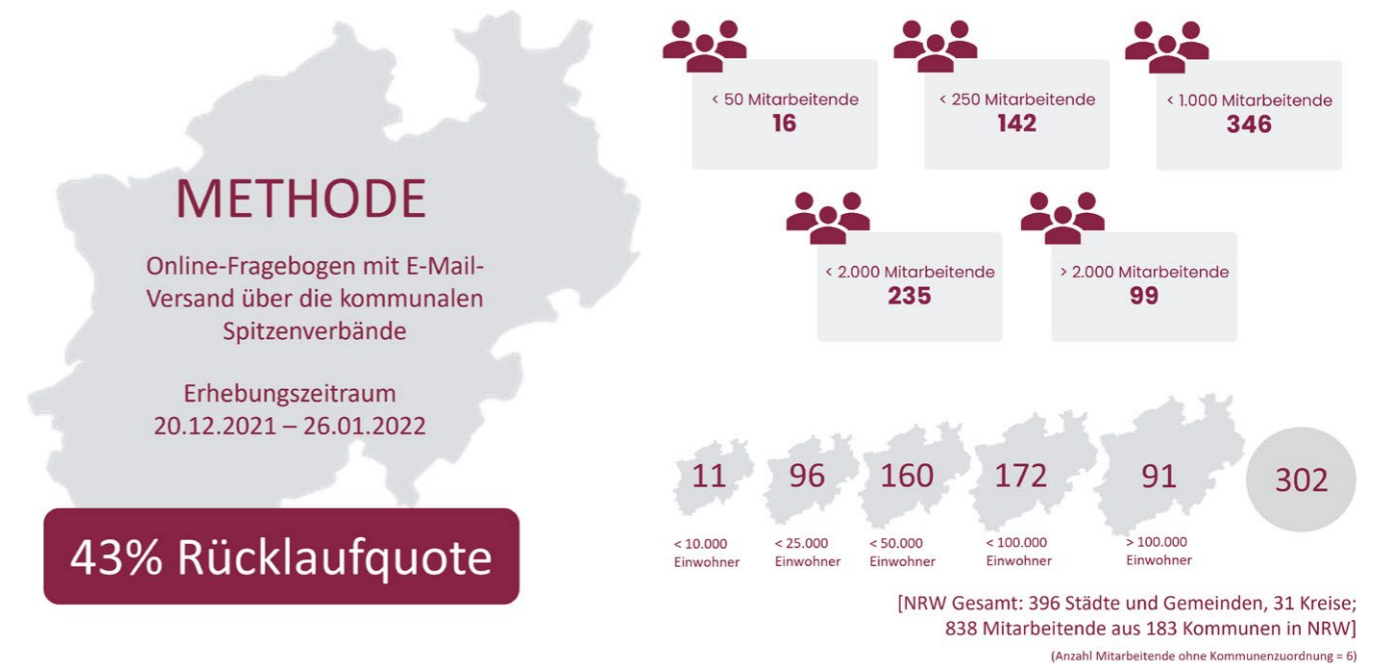 METHODE
Online-Fragebogen mit E-Mail-
Versand über die kommunalen
Spitzenverbände
Erhebungszeitraum
20.12.2021 – 26.01.2022
43% Rücklaufquote
< 50 Mitarbeitende
16
< 250 Mitarbeitende
142
< 1.000 Mitarbeitende
346
< 2.000 Mitarbeitende
235
> 2.000 Mitarbeitende
99
11
96
160
172
91
302
< 10.000
Einwohner
< 25.000
Einwohner
< 50.000
Einwohner
< 100.000
Einwohner
> 100.000
Einwohner
[NRW Gesamt: 396 Städte und Gemeinden, 31 Kreise;
838 Mitarbeitende aus 183 Kommunen in NRW]
(Anzahl Mitarbeitende ohne Kommunenzuordnung = 6)